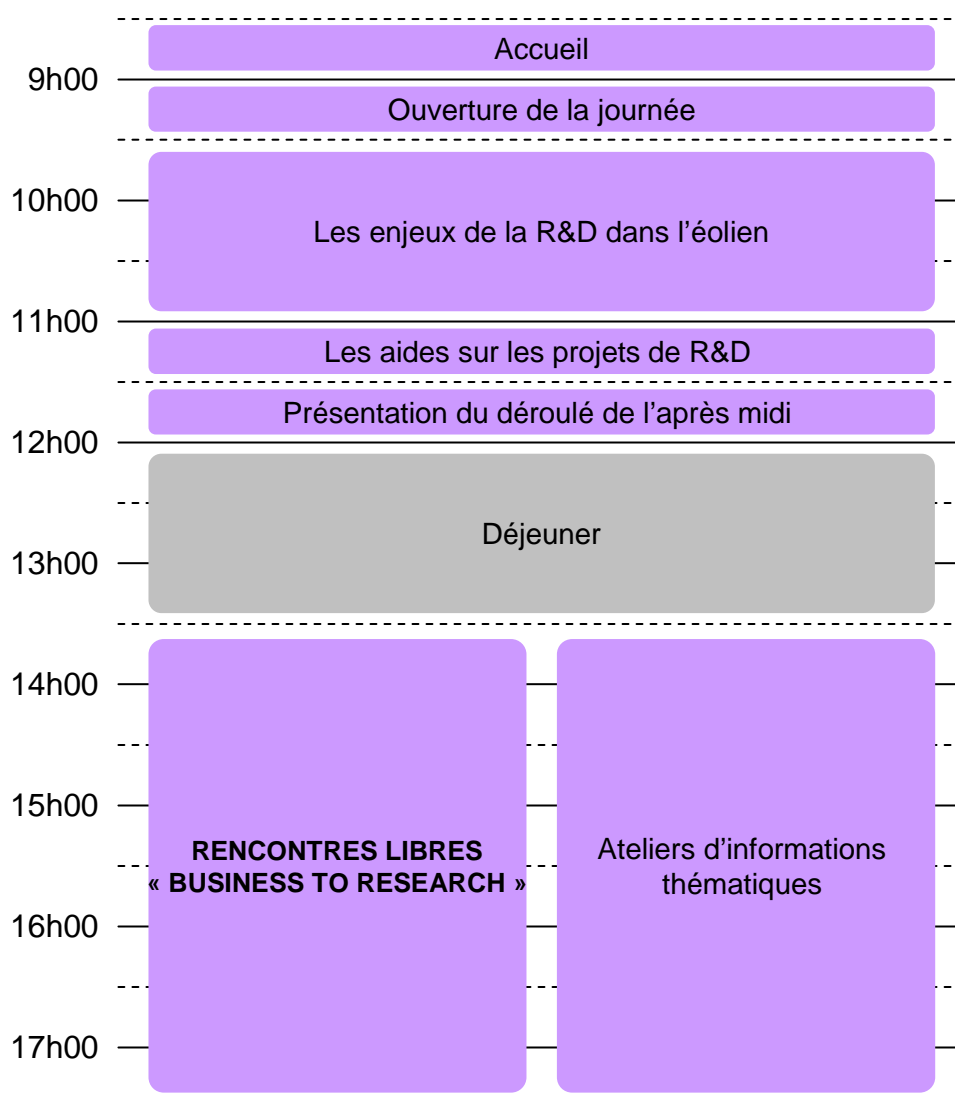 Accueil
9h00
Ouverture de la journée
10h00
Les enjeux de la R&D dans l’éolien
11h00
Les aides sur les projets de R&D
Présentation du déroulé de l’après midi
12h00
Déjeuner
13h00
14h00
15h00
RENCONTRES LIBRES
« BUSINESS TO RESEARCH »
Ateliers d’informations
thématiques
16h00
17h00